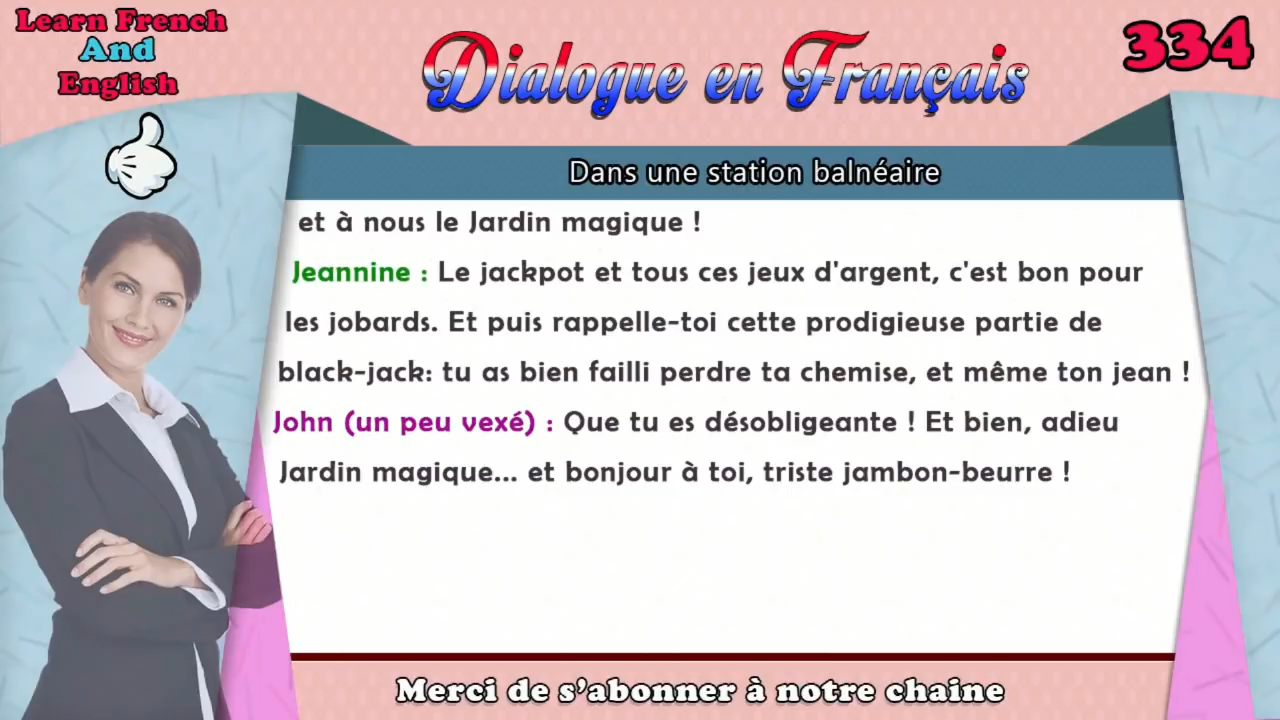 Learn French
And
English
Dialogue en Français
334
Dans une station balnéaire
et à nous le Jardin magique !
Jeannine : Le jackpot et tous ces jeux d'argent, c'est bon pour
les jobards. Et puis rappelle-toi cette prodigieuse partie de
black-jack: tu as bien failli perdre ta chemise, et même ton jean !
John (un peu vexé) : Que tu es désobligeante ! Et bien, adieu
Jardin magique... et bonjour à toi, triste jambon-beurre !
Merci de s'abonner à notre chaine